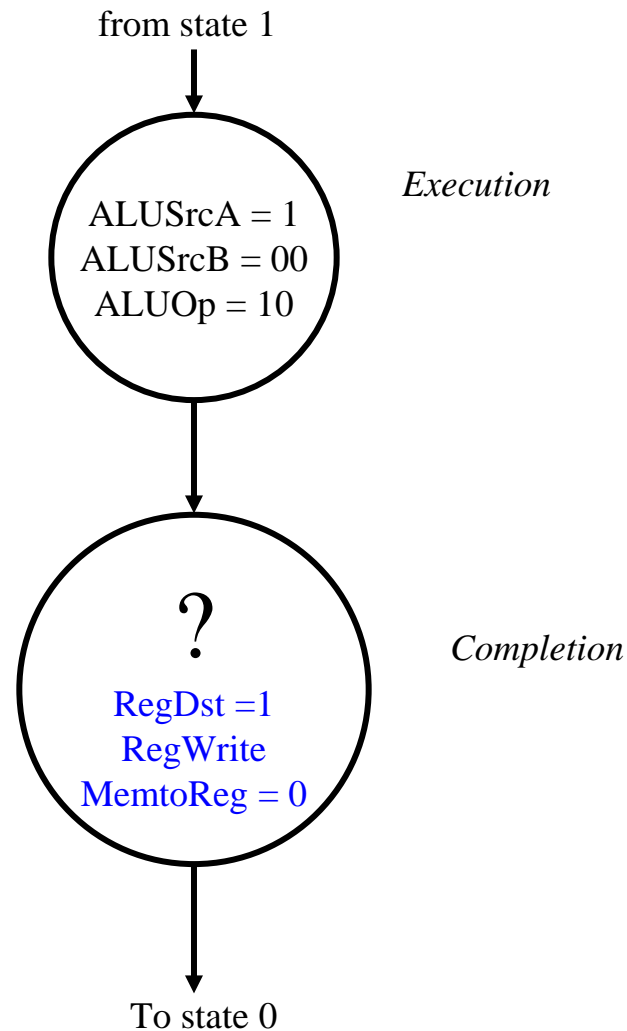 from state 1
Execution
ALUSrcA = 1
ALUSrcB = 00
ALUOp = 10
?
Completion
RegDst =1
RegWrite
MemtoReg = 0
To state 0